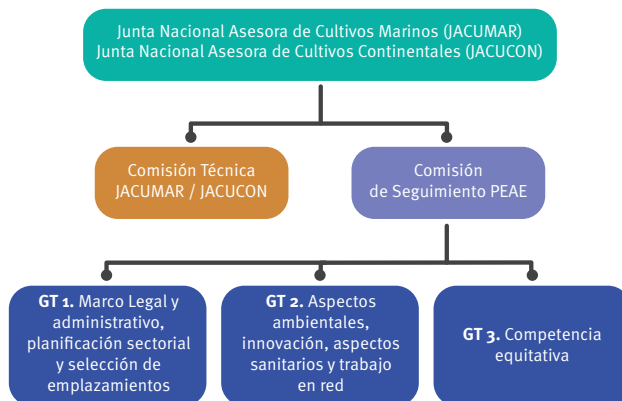 Junta Nacional Asesora de Cultivos Marinos (JACUMAR)
Junta Nacional Asesora de Cultivos Continentales (JACUCON)
Comisión Técnica
JACUMAR / JACUCON
Comisión
de Seguimiento PEAE
GT 1. Marco Legal y
administrativo,
planificación sectorial
y selección de
emplazamientos
GT 2. Aspectos
ambientales,
innovación, aspectos
sanitarios y trabajo
en red
GT 3. Competencia
equitativa